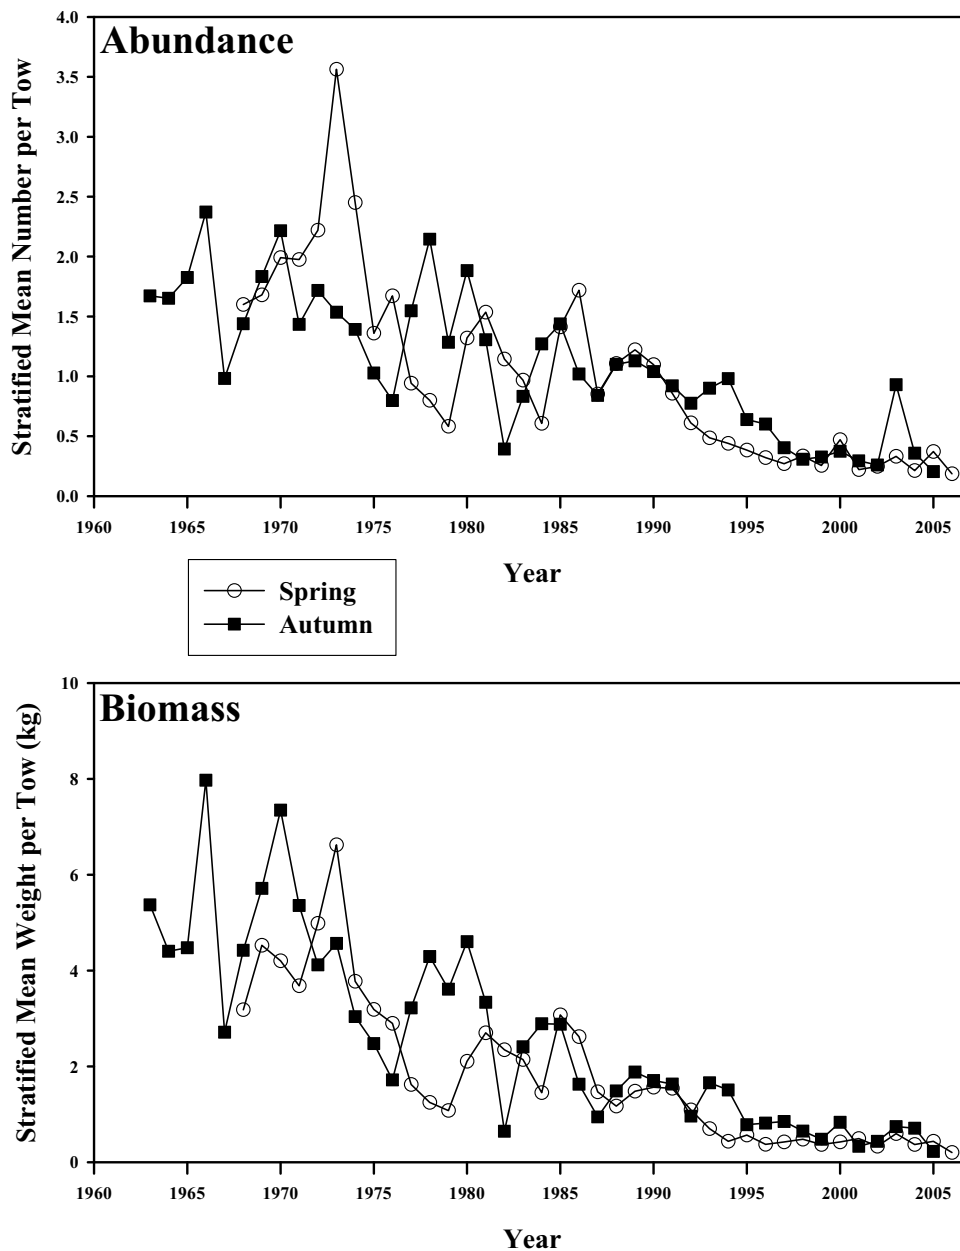 Abundance
Stratified Mean Number per Tow
4.0
3.5
3.0
2.5
2.0
1.5
1.0
0.5
0.0
1960 1965 1970 1975 1980 1985 1990 1995 2000 2005
Year
Spring
Autumn
Biomass
Stratified Mean Weight per Tow (kg)
10
8
6
4
2
0
1960 1965 1970 1975 1980 1985 1990 1995 2000 2005
Year